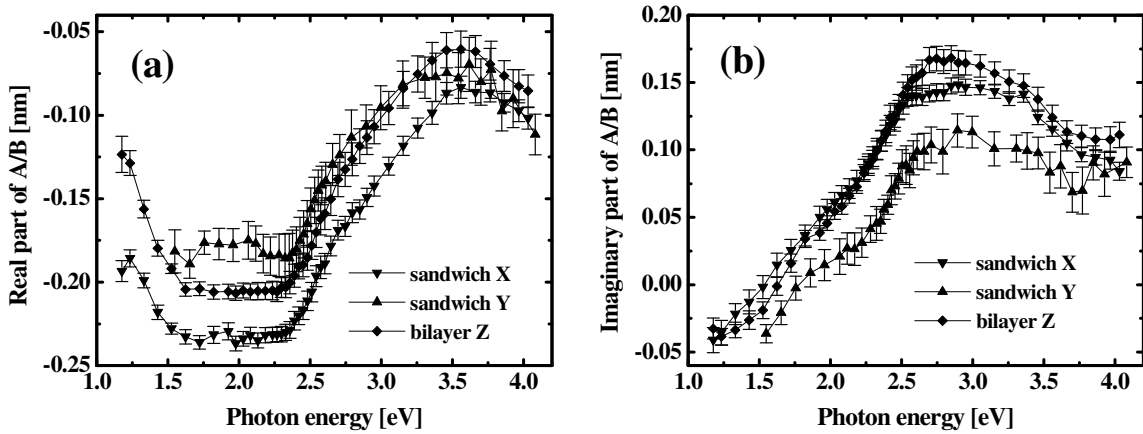 (a)
Real part of A/B [nm]
-0.05
-0.10
-0.15
-0.20
-0.25
sandwich X
sandwich Y
bilayer Z
1.0 1.5 2.0 2.5 3.0 3.5 4.0
Photon energy [eV]
(b)
Imaginary part of A/B [nm]
0.20
0.15
0.10
0.05
0.00
-0.05
sandwich X
sandwich Y
bilayer Z
1.0 1.5 2.0 2.5 3.0 3.5 4.0
Photon energy [eV]